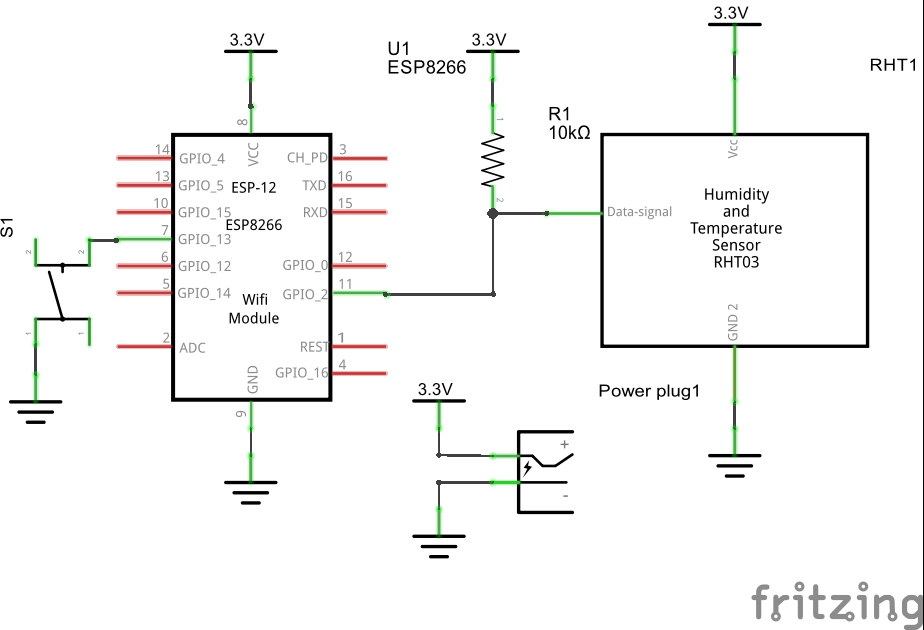 3.3V
U1
ESP8266
3.3V
3.3V
RHT1
R1
10kΩ
8
VCC
14
GPIO_4
CH_PD
3
13
GPIO_5
ESP-12
TXD
16
10
GPIO_15
ESP8266
RXD
15
7
GPIO_13
6
GPIO_12
GPIO_0
12
5
GPIO_14
GPIO_2
11
Wifi
Module
2
ADC
REST
1
GPIO_16
4
GND
9
S1
2
2
1
1
1
2
Vcc
Data-signal
Humidity
and
Temperature
Sensor
RHT03
GND 2
3.3V
Power plug1
+
-
fritzing